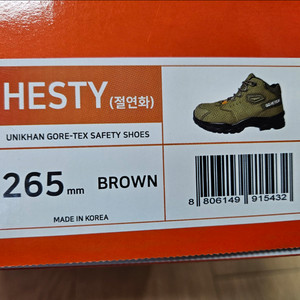 HESTY (절연화)
UNIKHAN GORE-TEX SAFETY SHOES
265mm BROWN
MADE IN KOREA
8 806149 915432